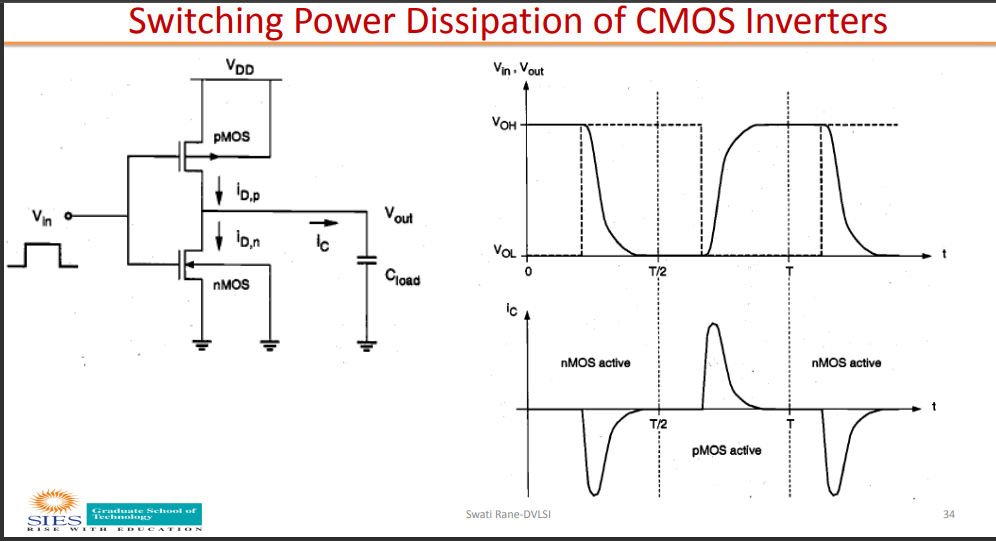 Switching Power Dissipation of CMOS Inverters
VDD
pMOS
iD,p
Vin
Vout
iD,n
iC
nMOS
Cload
Vin , Vout
VOH
VOL
0
T/2
T
t
iC
nMOS active
nMOS active
t
T/2
T
pMOS active
SIES
Graduate School of
Technology
RISE WITH EDUCATION
Swati Rane-DVLSI
34